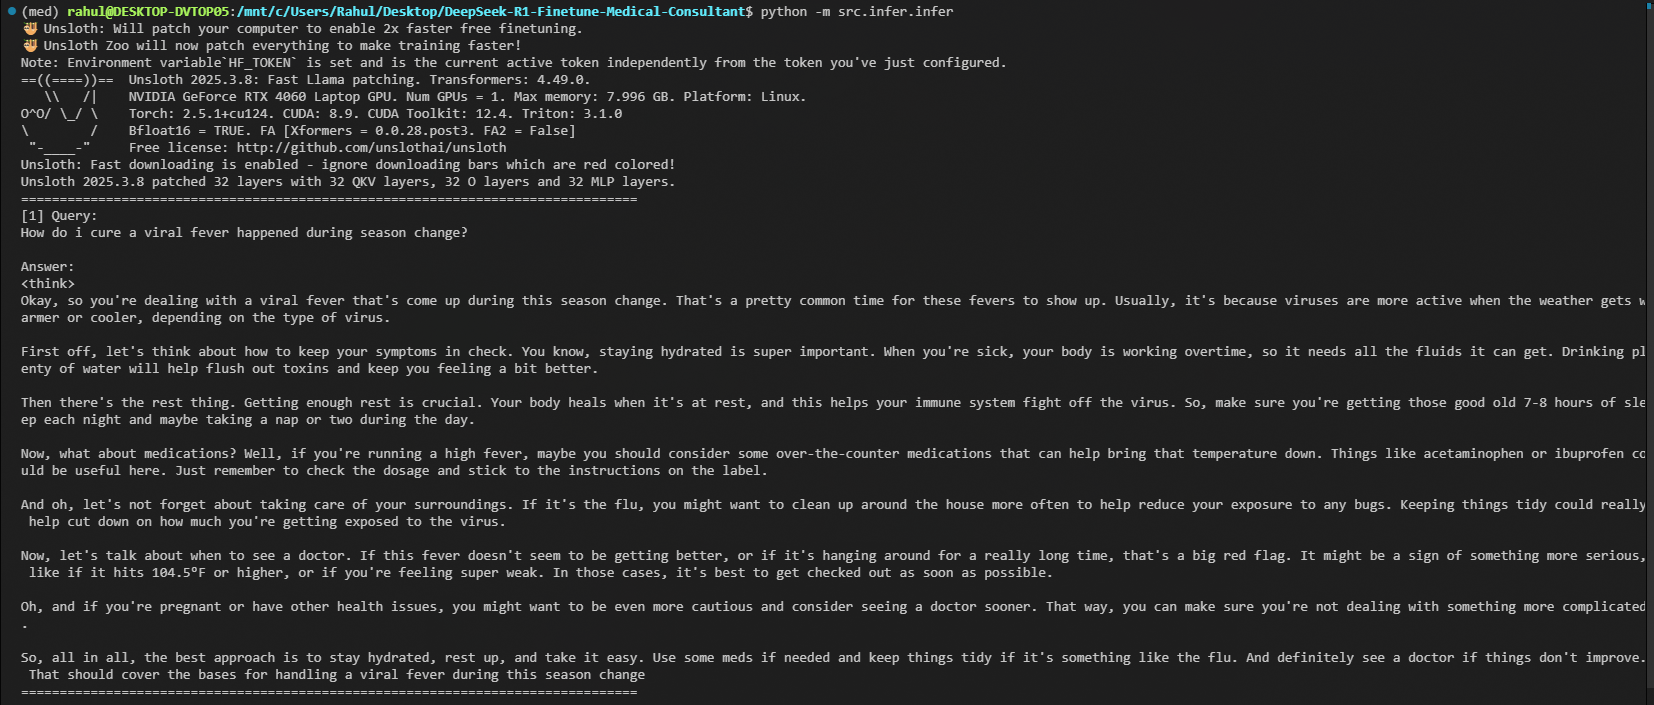 (med) rahul@DESKTOP-DVTOP05:/mnt/c/Users/Rahul/Desktop/DeepSeek-R1-Finetune-Medical-Consultant$ python -m src.infer.infer
🦥 Unsloth: Will patch your computer to enable 2x faster free finetuning.
🦥 Unsloth Zoo will now patch everything to make training faster!
Note: Environment variable`HF_TOKEN` is set and is the current active token independently from the token you've just configured.
==((====))==  Unsloth 2025.3.8: Fast Llama patching. Transformers: 4.49.0.
   \\   /|    NVIDIA GeForce RTX 4060 Laptop GPU. Num GPUs = 1. Max memory: 7.996 GB. Platform: Linux.
O^O/ \_/ \    Torch: 2.5.1+cu124. CUDA: 8.9. CUDA Toolkit: 12.4. Triton: 3.1.0
\        /    Bfloat16 = TRUE. FA [Xformers = 0.0.28.post3. FA2 = False]
 "-____-"     Free license: http://github.com/unslothai/unsloth
Unsloth: Fast downloading is enabled - ignore downloading bars which are red colored!
Unsloth 2025.3.8 patched 32 layers with 32 QKV layers, 32 O layers and 32 MLP layers.
================================================================================
[1] Query:
How do i cure a viral fever happened during season change?

Answer:
<think>
Okay, so you're dealing with a viral fever that's come up during this season change. That's a pretty common time for these fevers to show up. Usually, it's because viruses are more active when the weather gets w
armer or cooler, depending on the type of virus.

First off, let's think about how to keep your symptoms in check. You know, staying hydrated is super important. When you're sick, your body is working overtime, so it needs all the fluids it can get. Drinking pl
enty of water will help flush out toxins and keep you feeling a bit better.

Then there's the rest thing. Getting enough rest is crucial. Your body heals when it's at rest, and this helps your immune system fight off the virus. So, make sure you're getting those good old 7-8 hours of sle
ep each night and maybe taking a nap or two during the day.

Now, what about medications? Well, if you're running a high fever, maybe you should consider some over-the-counter medications that can help bring that temperature down. Things like acetaminophen or ibuprofen co
uld be useful here. Just remember to check the dosage and stick to the instructions on the label.

And oh, let's not forget about taking care of your surroundings. If it's the flu, you might want to clean up around the house more often to help reduce your exposure to any bugs. Keeping things tidy could really
 help cut down on how much you're getting exposed to the virus.

Now, let's talk about when to see a doctor. If this fever doesn't seem to be getting better, or if it's hanging around for a really long time, that's a big red flag. It might be a sign of something more serious,
 like if it hits 104.5°F or higher, or if you're feeling super weak. In those cases, it's best to get checked out as soon as possible.

Oh, and if you're pregnant or have other health issues, you might want to be even more cautious and consider seeing a doctor sooner. That way, you can make sure you're not dealing with something more complicated
.

So, all in all, the best approach is to stay hydrated, rest up, and take it easy. Use some meds if needed and keep things tidy if it's something like the flu. And definitely see a doctor if things don't improve.
 That should cover the bases for handling a viral fever during this season change
================================================================================